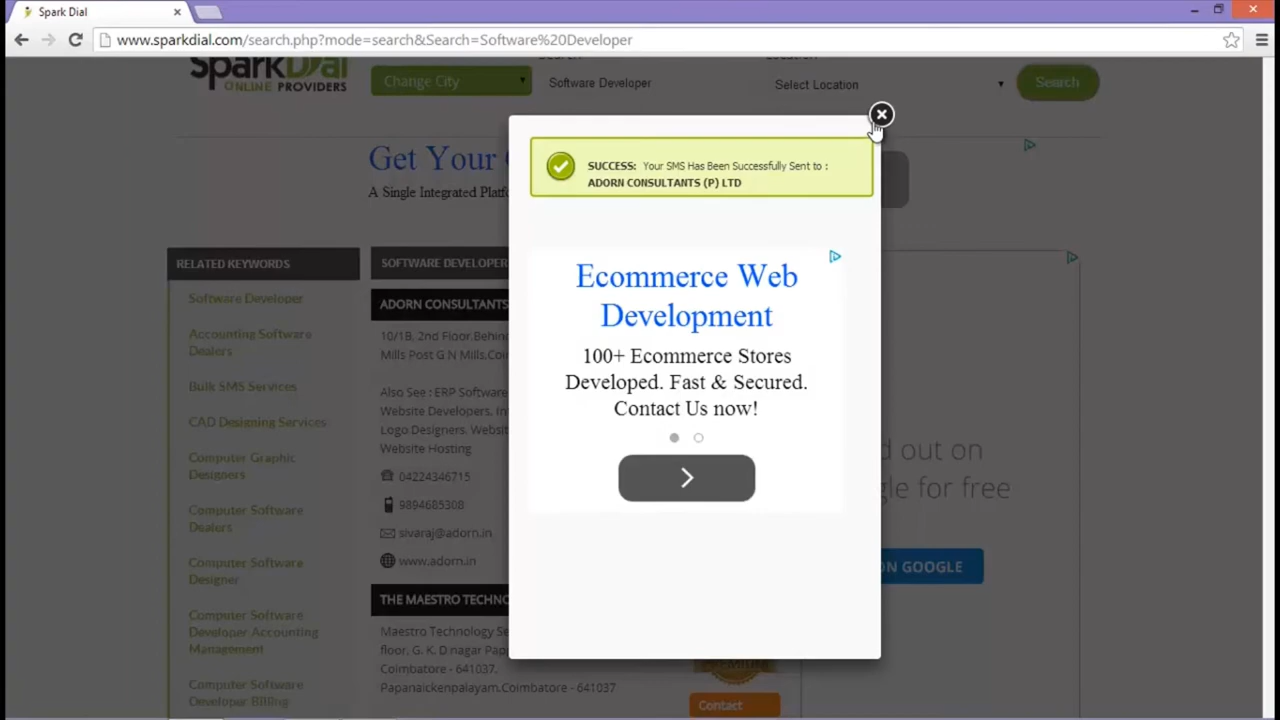 Spark Dial
www.sparkdial.com/search.php?mode=search&Search=Software%20Developer
SparkDial
ONLINE PROVIDERS
Change City
Software Developer
Select Location
Search
Get Your
A Single Integrated Platf
SUCCESS: Your SMS Has Been Successfully Sent to :
ADORN CONSULTANTS (P) LTD
RELATED KEYWORDS
Software Developer
Accounting Software
Dealers
Bulk SMS Services
CAD Designing Services
Computer Graphic
Designers
Computer Software
Dealers
Computer Software
Designer
Computer Software
Developer Accounting
Management
Computer Software
Developer Billing
SOFTWARE DEVELOPER
ADORN CONSULTANTS
10/1B, 2nd Floor,Behin
Mills Post G N Mills,Coi
Also See : ERP Software
Website Developers, In
Logo Designers, Websit
Website Hosting
04224346715
9894685308
sivaraj@adorn.in
www.adorn.in
THE MAESTRO TECHNO
Maestro Technology Se
floor, G. K. D nagar Pap
Coimbatore - 641037.
Papanaickenpalayam,Coimbatore - 641037
Ecommerce Web
Development
100+ Ecommerce Stores
Developed. Fast & Secured.
Contact Us now!
d out on
gle for free
ON GOOGLE
Contact